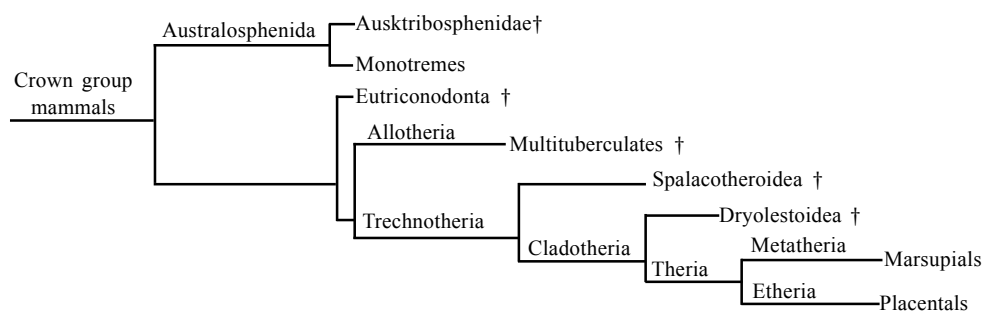 Australosphenida
Ausktribosphenidae†
Monotremes
Crown group
mammals
Eutriconodonta †
Allotheria
Multituberculates †
Spalacotheroidea †
Trechnotheria
Dryolestoidea †
Cladotheria
Metatheria
Marsupials
Theria
Etheria
Placentals